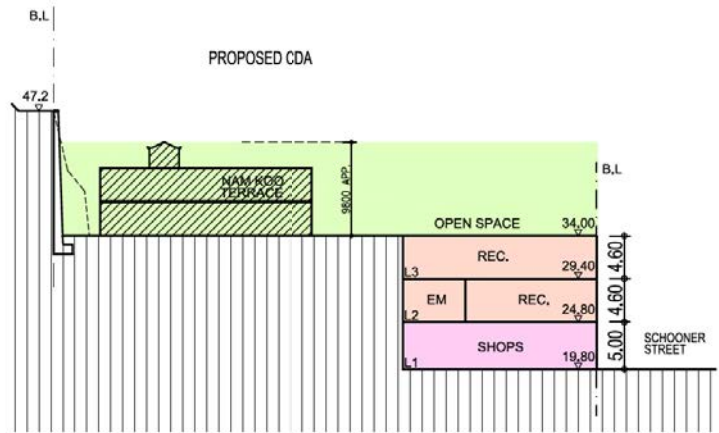 B.L
PROPOSED CDA
47.2
B.L
NAM KOO
TERRACE
9800 APP.
OPEN SPACE
34.00
REC.
29.40
L3
4.60
EM
REC.
24.80
L2
4.60
SHOPS
19.80
L1
5.00
SCHOONER
STREET